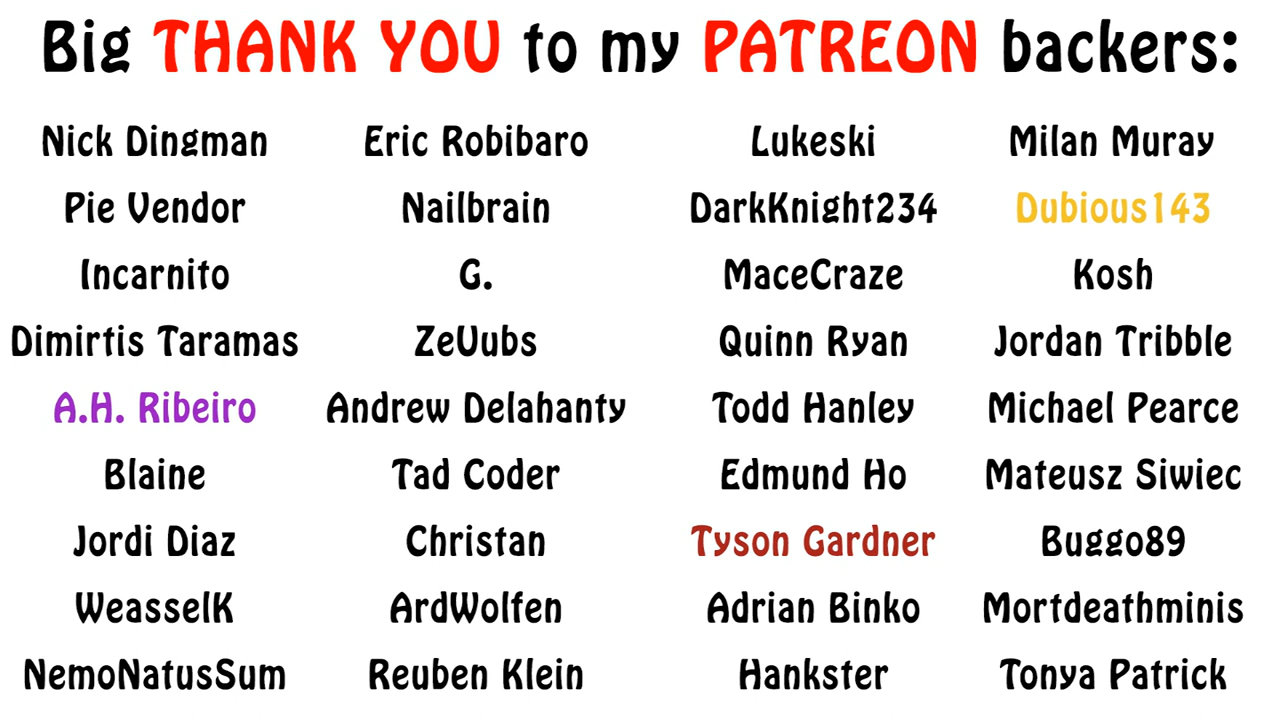 Big THANK YOU to my PATREON backers:
Nick Dingman Eric Robibaro Lukeski Milan Muray
Pie Vendor Nailbrain DarkKnight234 Dubious143
Incarnito G. MaceCraze Kosh
Dimirtis Taramas ZeVubs Quinn Ryan Jordan Tribble
A.H. Ribeiro Andrew Delahanty Todd Hanley Michael Pearce
Blaine Tad Coder Edmund Ho Mateusz Siwiec
Jordi Diaz Christan Tyson Gardner Buggo89
WeasselK ArdWolfen Adrian Binko Mortdeathminis
NemoNatusSum Reuben Klein Hankster Tonya Patrick